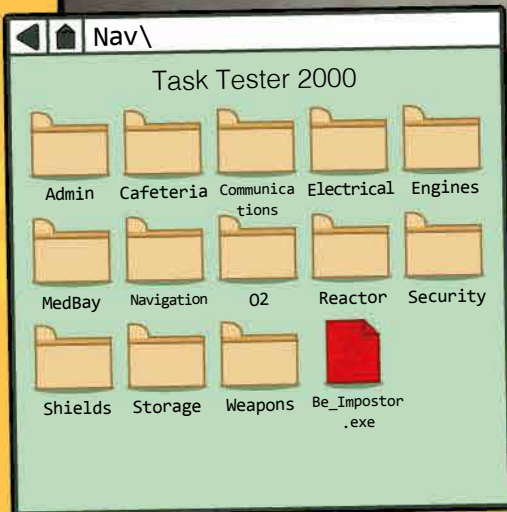 Nav\
Task Tester 2000
Admin Cafeteria Communica Electrical Engines
tions
MedBay Navigation O2 Reactor Security
Shields Storage Weapons Be_Impostor
.exe